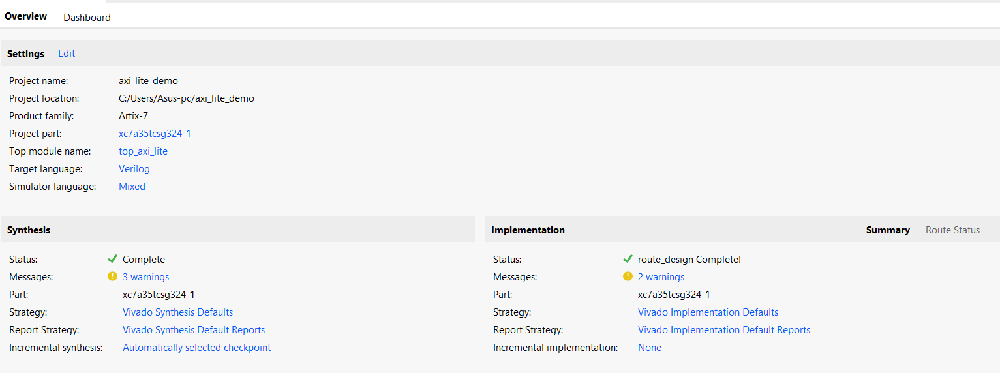 Overview | Dashboard
Settings Edit
Project name: axi_lite_demo
Project location: C:/Users/Asus-pc/axi_lite_demo
Product family: Artix-7
Project part: xc7a35tcsg324-1
Top module name: top_axi_lite
Target language: Verilog
Simulator language: Mixed
Synthesis
Status: Complete
Messages: 3 warnings
Part: xc7a35tcsg324-1
Strategy: Vivado Synthesis Defaults
Report Strategy: Vivado Synthesis Default Reports
Incremental synthesis: Automatically selected checkpoint
Implementation Summary | Route Status
Status: route_design Complete!
Messages: 2 warnings
Part: xc7a35tcsg324-1
Strategy: Vivado Implementation Defaults
Report Strategy: Vivado Implementation Default Reports
Incremental implementation: None